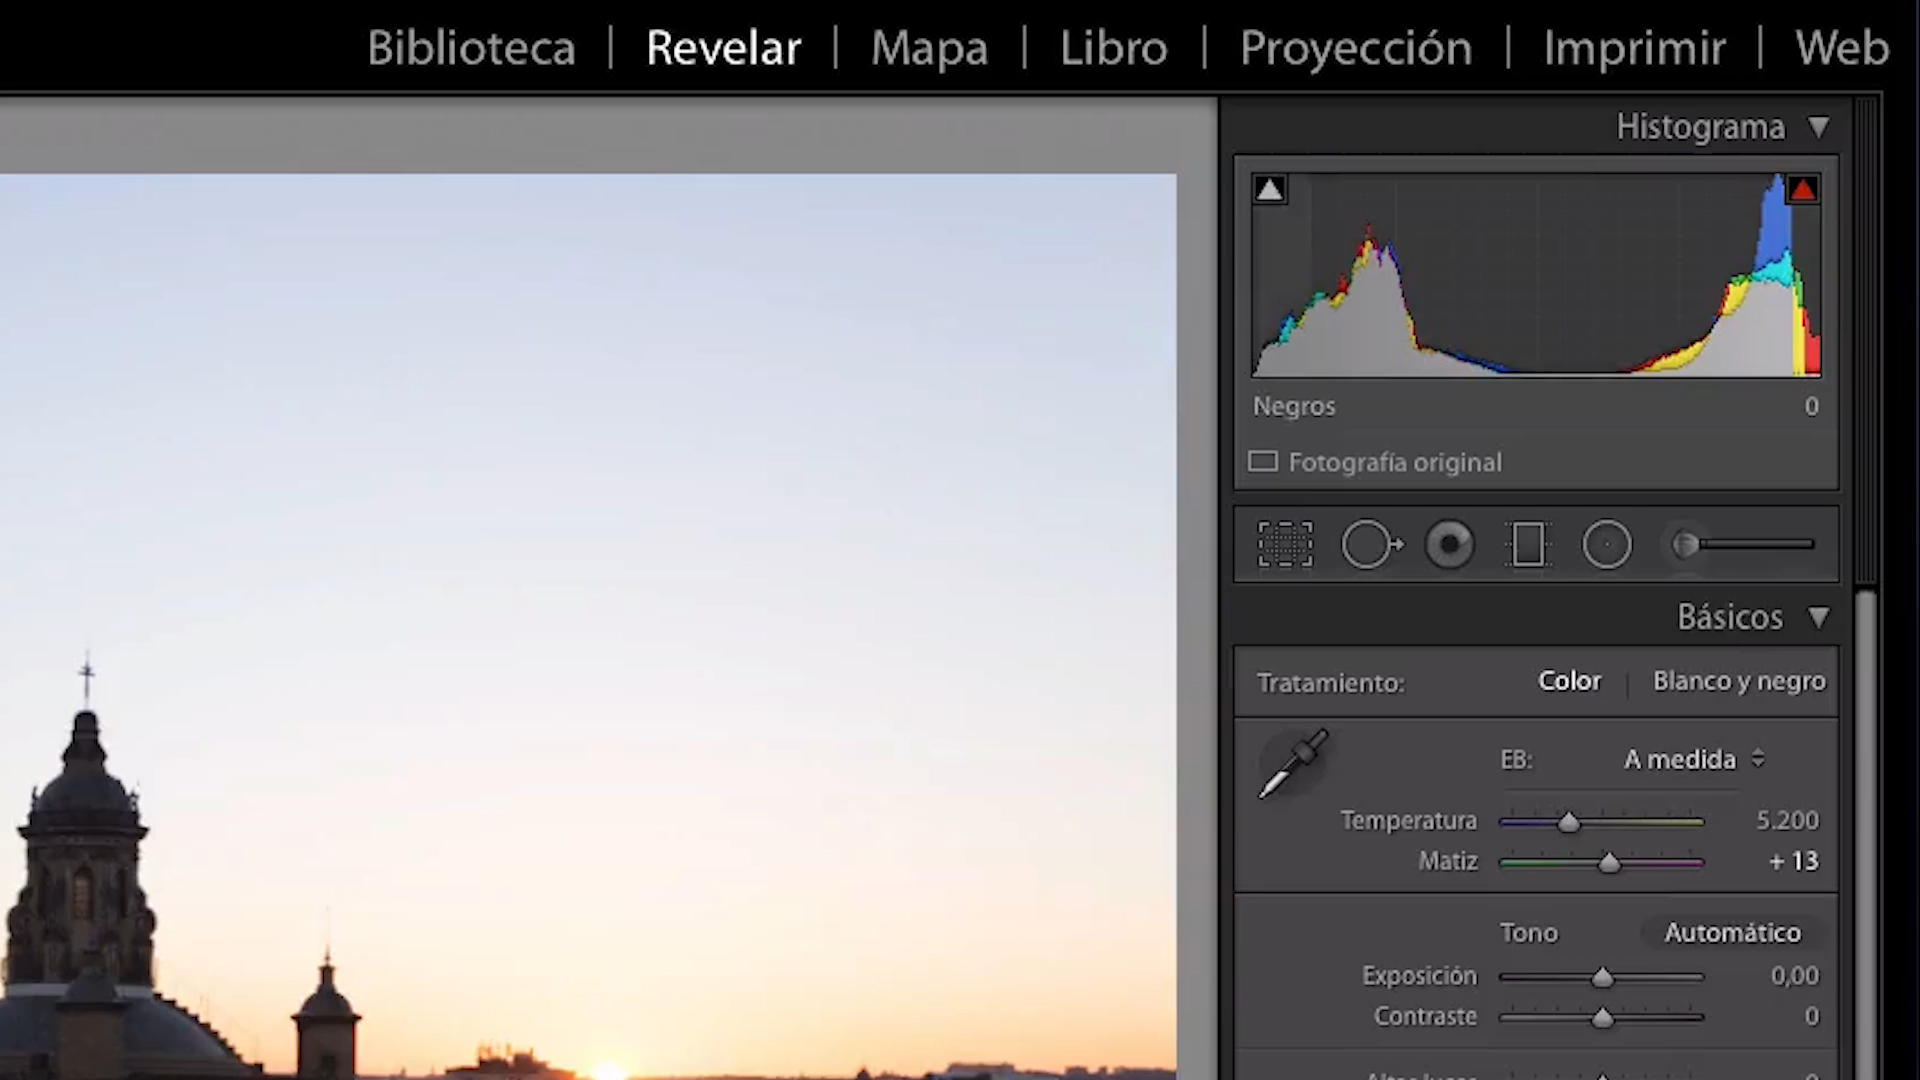 Biblioteca | Revelar | Mapa | Libro | Proyección | Imprimir | Web
Histograma
Negros 0
Fotografía original
Básicos
Tratamiento: Color | Blanco y negro
EB: A medida
Temperatura 5.200
Matiz + 13
Tono Automático
Exposición 0,00
Contraste 0